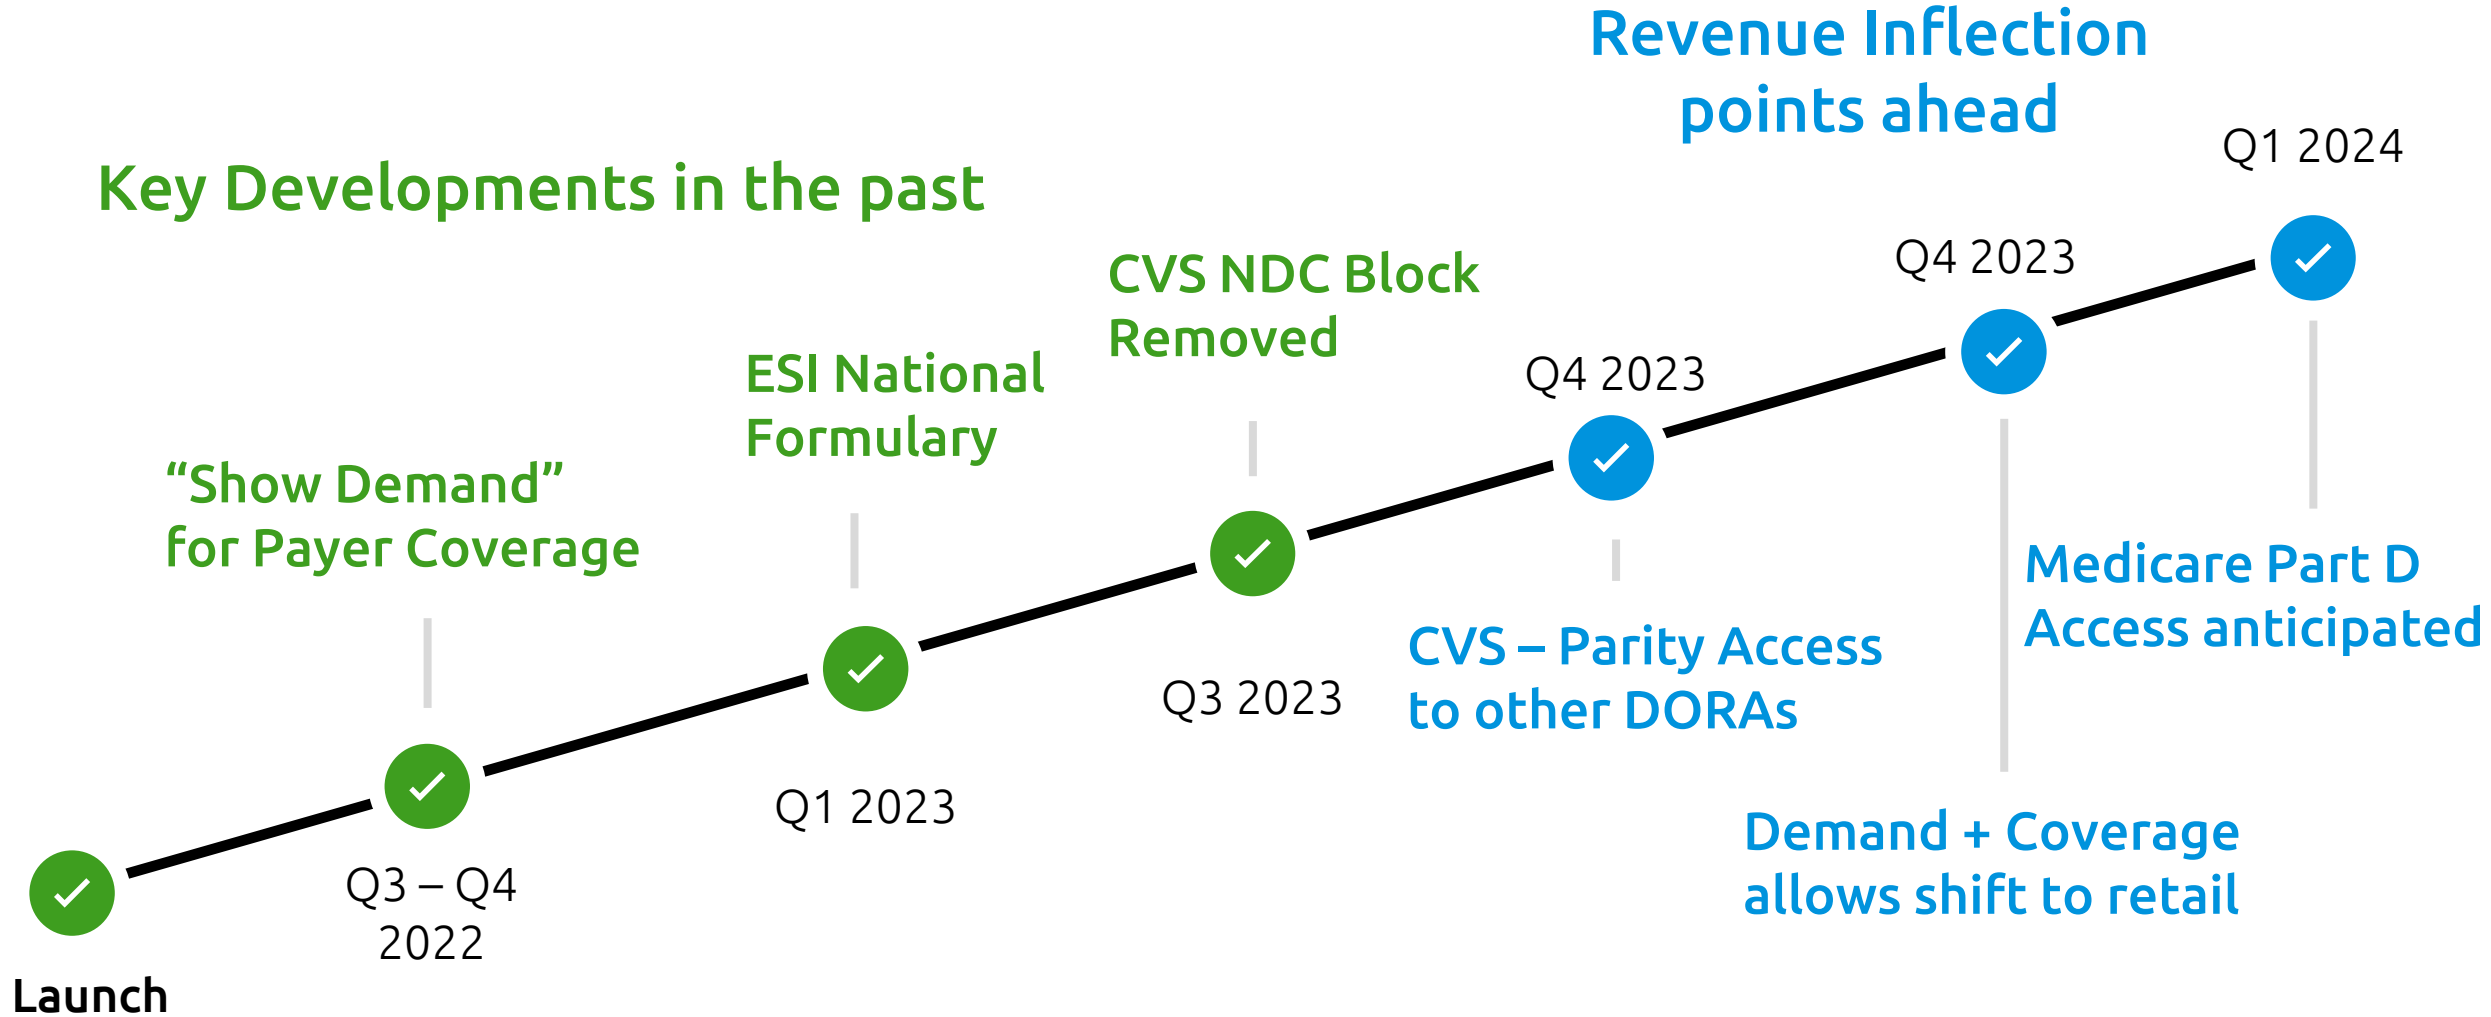 Revenue Inflection
points ahead
Key Developments in the past
Launch
“Show Demand”
for Payer Coverage
Q3 – Q4
2022
ESI National
Formulary
Q1 2023
CVS NDC Block
Removed
Q3 2023
Q4 2023
CVS – Parity Access
to other DORAs
Q4 2023
Demand + Coverage
allows shift to retail
Q1 2024
Medicare Part D
Access anticipated